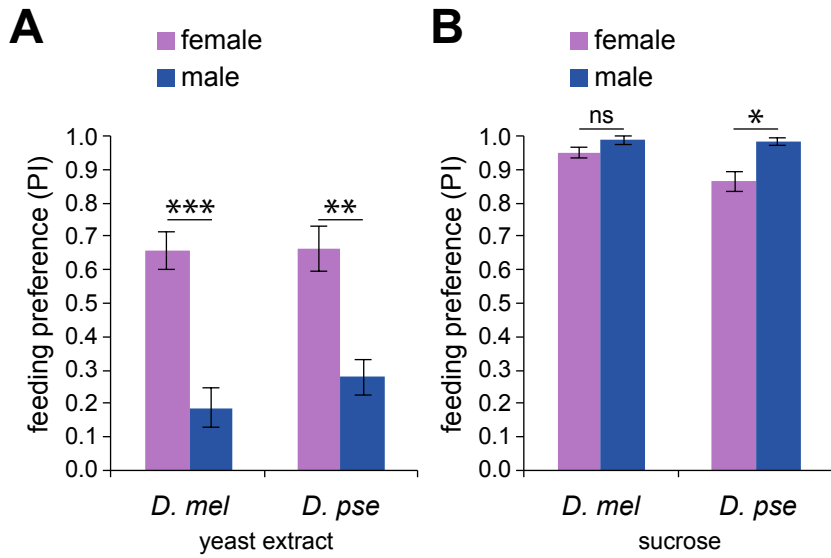 A
female
male
feeding preference (PI)
1.0
0.9
0.8
0.7
0.6
0.5
0.4
0.3
0.2
0.1
0.0
***
**
D. mel
D. pse
yeast extract
B
female
male
feeding preference (PI)
1.0
0.9
0.8
0.7
0.6
0.5
0.4
0.3
0.2
0.1
0.0
ns
*
D. mel
D. pse
sucrose